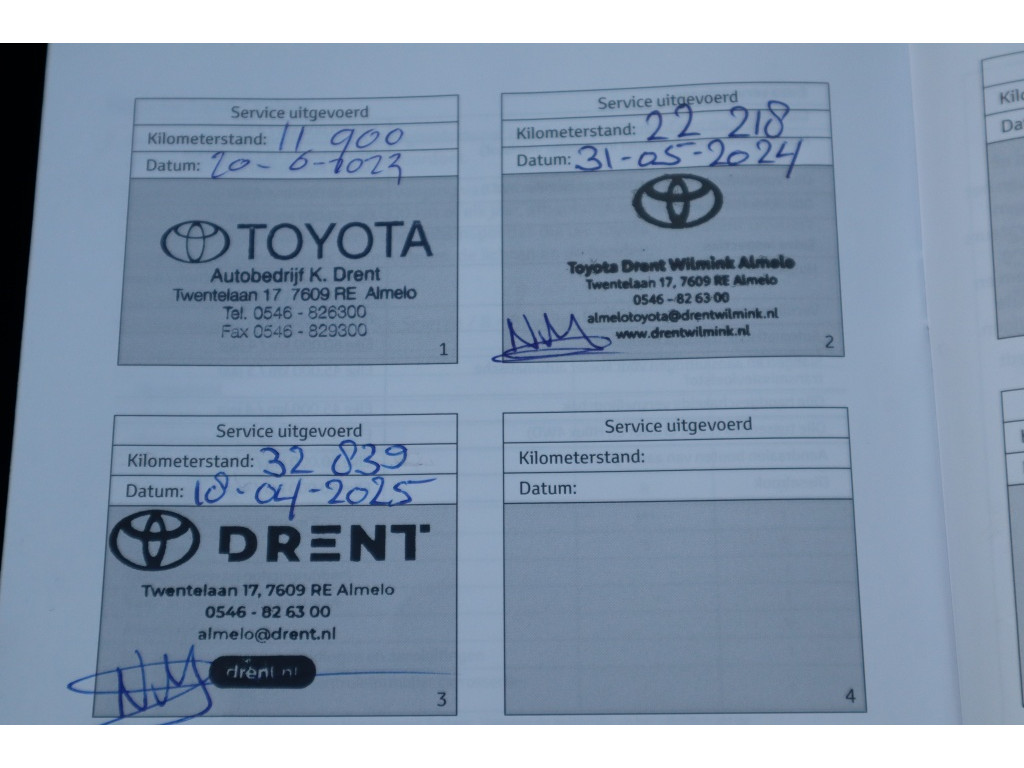 Service uitgevoerd
Kilometerstand: 11 900
Datum: 20-6-2023
TOYOTA
Autobedrijf K. Drent
Twentelaan 17 7609 RE Almelo
Tel. 0546 - 826300
Fax 0546 - 829300
1
Service uitgevoerd
Kilometerstand: 22 218
Datum: 31-05-2024
Toyota Drent Wilmink Almelo
Twentelaan 17, 7609 RE Almelo
0546 - 82 63 00
almelotoyota@drentwilmink.nl
www.drentwilmink.nl
2
Service uitgevoerd
Kilometerstand: 32 839
Datum: 18-04-2025
DRENT
Twentelaan 17, 7609 RE Almelo
0546 - 82 63 00
almelo@drent.nl
drent.nl
3
Service uitgevoerd
Kilometerstand:
Datum:
4